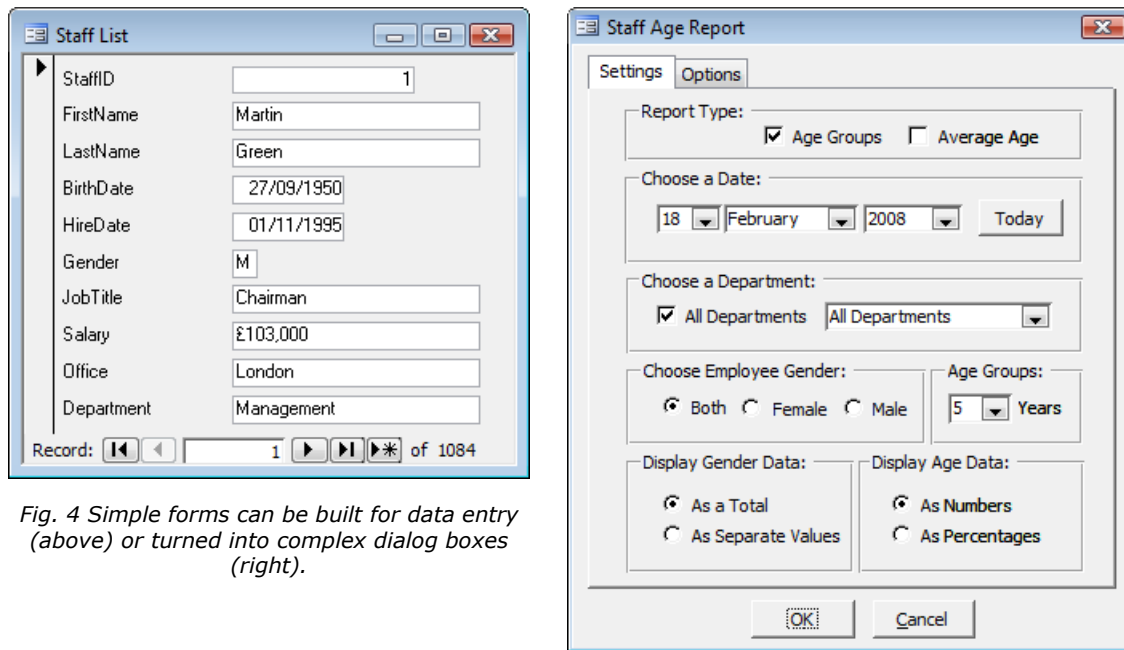 Staff List
StaffID 1
FirstName Martin
LastName Green
BirthDate 27/09/1950
HireDate 01/11/1995
Gender M
JobTitle Chairman
Salary £103,000
Office London
Department Management
Record: 1 of 1084
Fig. 4 Simple forms can be built for data entry
(above) or turned into complex dialog boxes
(right).
Staff Age Report
Settings Options
Report Type:
Age Groups Average Age
Choose a Date:
18 February 2008 Today
Choose a Department:
All Departments All Departments
Choose Employee Gender: Age Groups:
Both Female Male 5 Years
Display Gender Data: Display Age Data:
As a Total As Numbers
As Separate Values As Percentages
OK Cancel